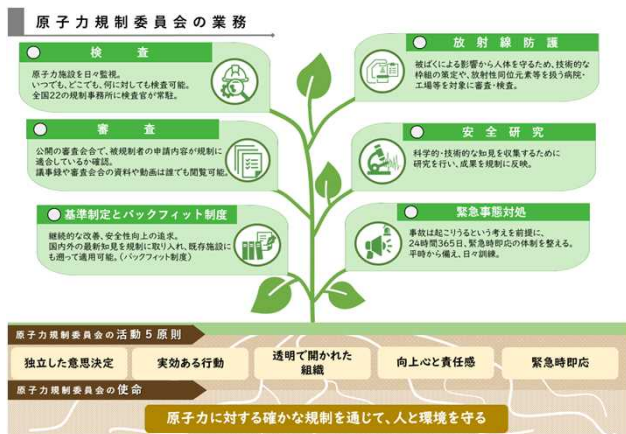 原子力規制委員会の業務
検査
原子力施設を日々監視。
いつでも、どこでも、何に対しても検査可能。
全国22の規制事務所に検査官が常駐。
審査
公開の審査会合で、被規制者の申請内容が規制に
適合しているか確認。
議事録や審査会合の資料や動画は誰でも閲覧可能。
基準制定とバックフィット制度
継続的な改善、安全性向上の追求。
国内外の最新知見を規制に取り入れ、既存施設に
も遡って適用可能。（バックフィット制度）
放射線防護
被ばくによる影響から人体を守るため、技術的な
枠組の策定や、放射性同位元素等を扱う病院・
工場等を対象に審査・検査。
安全研究
科学的・技術的な知見を収集するために
研究を行い、成果を規制に反映。
緊急事態対処
事故は起こりうるという考えを前提に、
24時間365日、緊急時即応の体制を整える。
平時から備え、日々訓練。
原子力規制委員会の活動5原則
独立した意思決定
実効ある行動
透明で開かれた
組織
向上心と責任感
緊急時即応
原子力規制委員会の使命
原子力に対する確かな規制を通じて、人と環境を守る